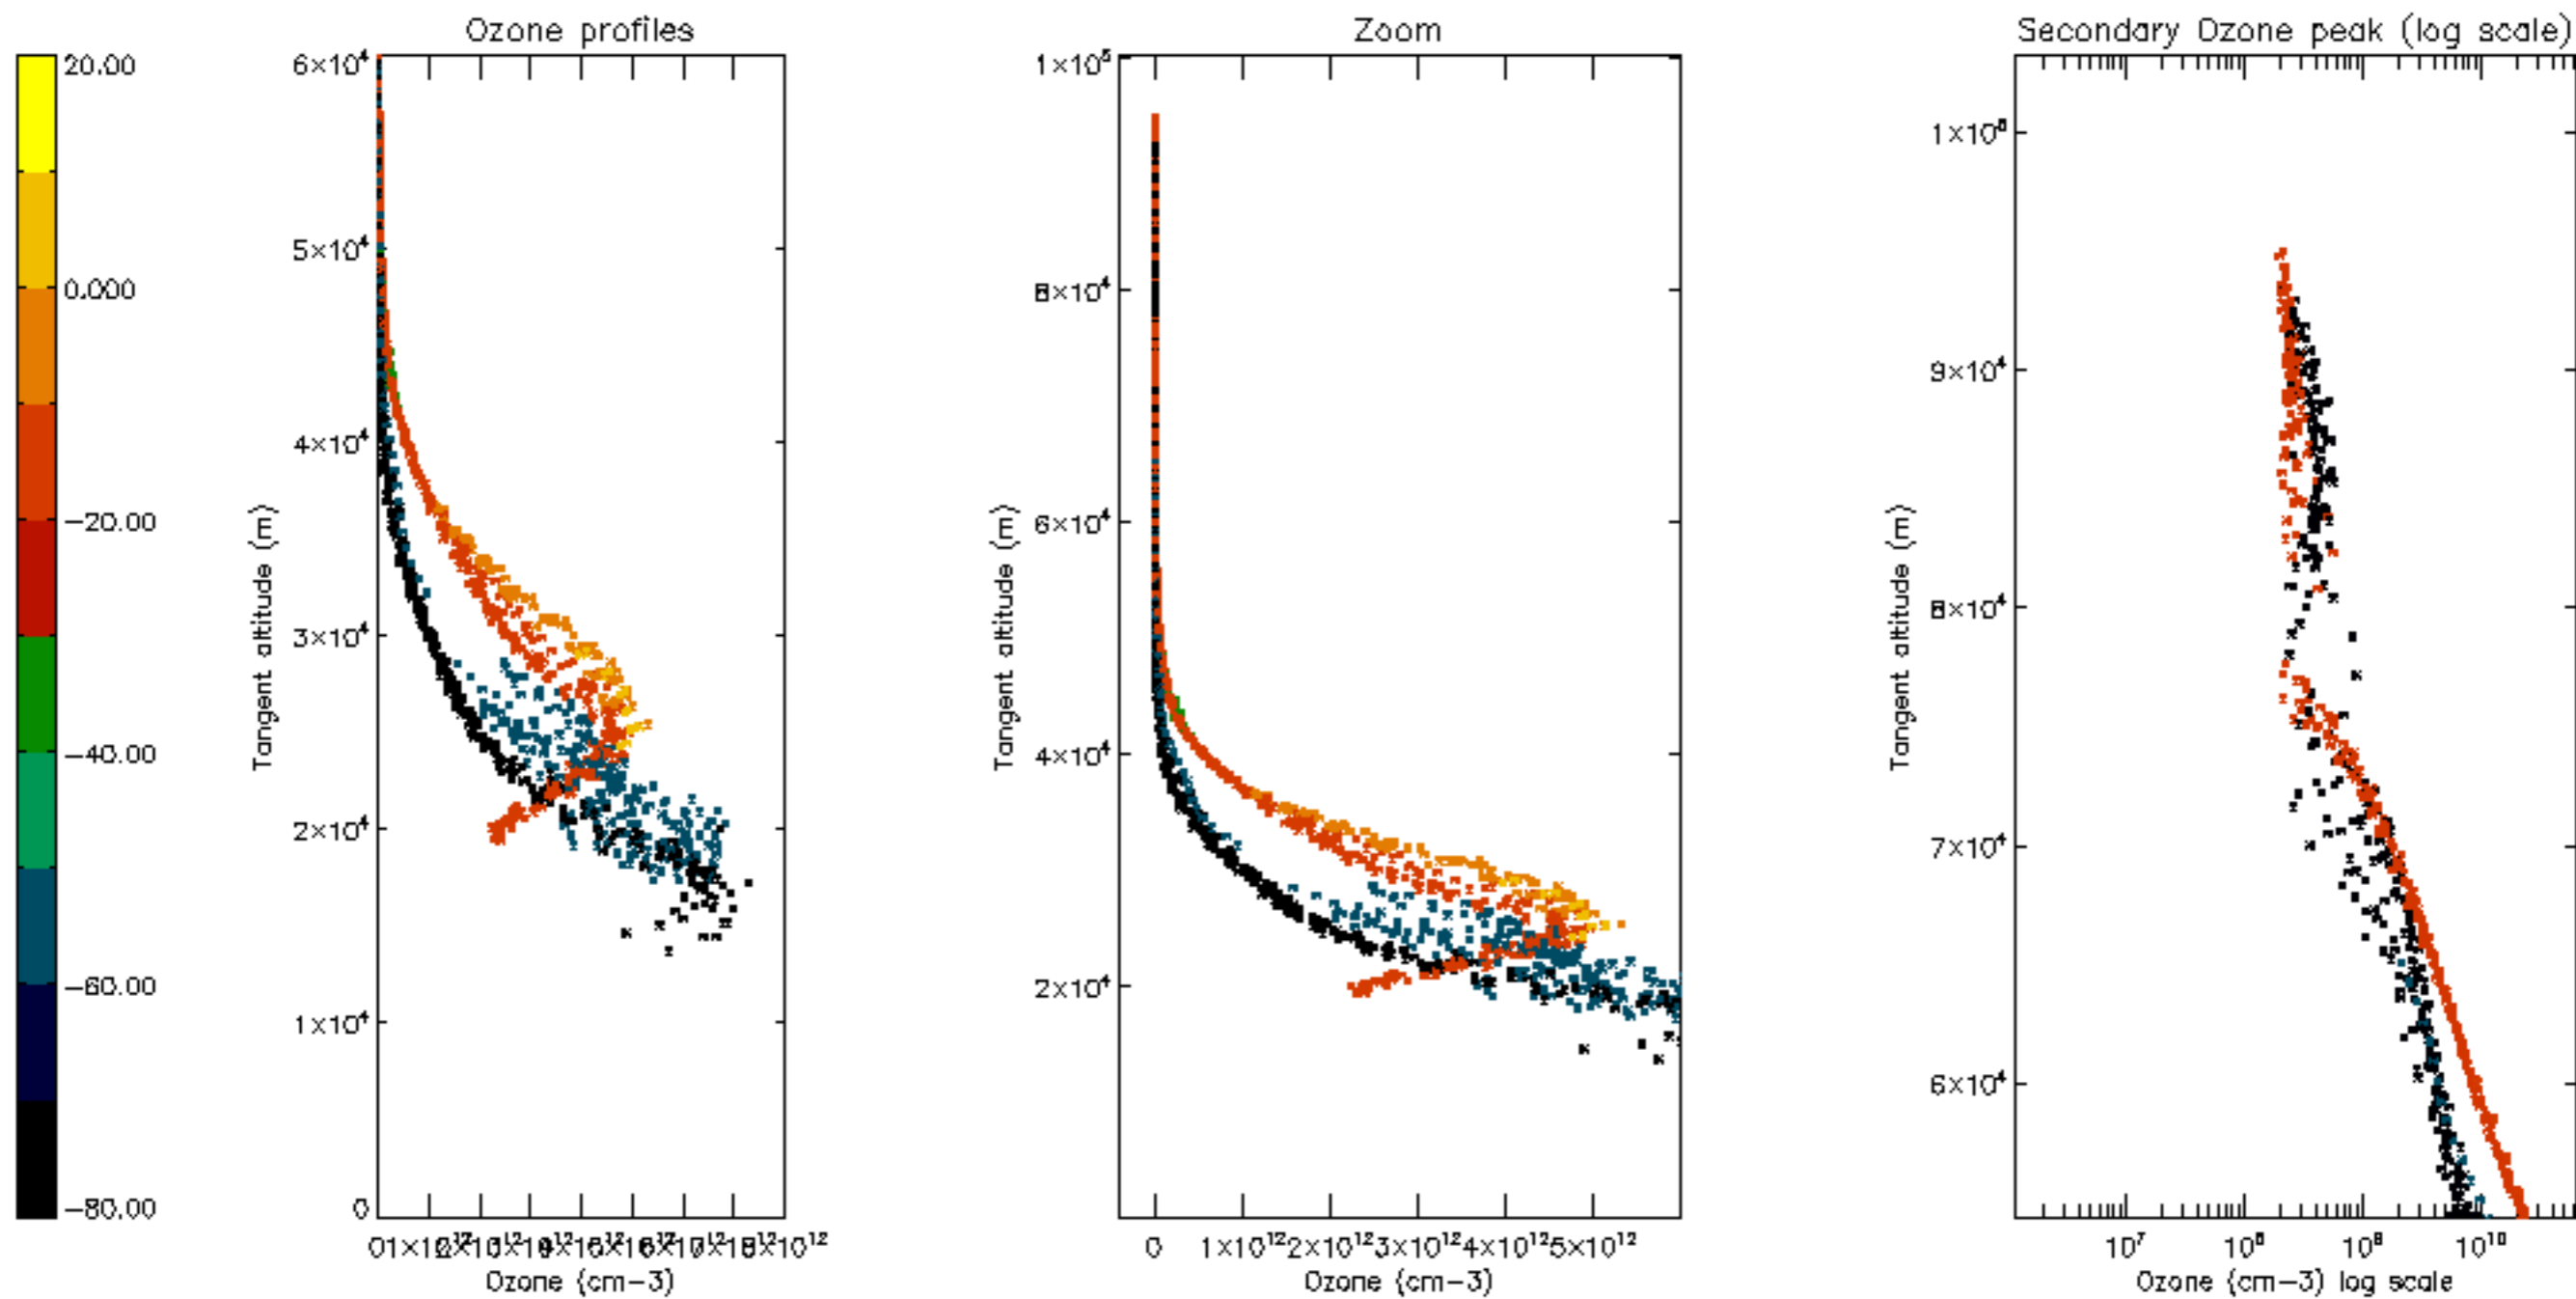 Ozone profiles
Zoom
Secondary Ozone peak (log scale)
20.00
0.000
−20.00
−40.00
−60.00
−80.00
6×10⁴
5×10⁴
4×10⁴
3×10⁴
2×10⁴
1×10⁴
0
Tangent altitude (m)
Ozone (cm−3)
1×10⁵
8×10⁴
6×10⁴
4×10⁴
2×10⁴
Tangent altitude (m)
0 1×10¹² 2×10¹² 3×10¹² 4×10¹² 5×10¹²
Ozone (cm−3)
1×10⁵
9×10⁴
8×10⁴
7×10⁴
6×10⁴
Tangent altitude (m)
10⁷ 10⁸ 10⁹ 10¹⁰
Ozone (cm−3) log scale